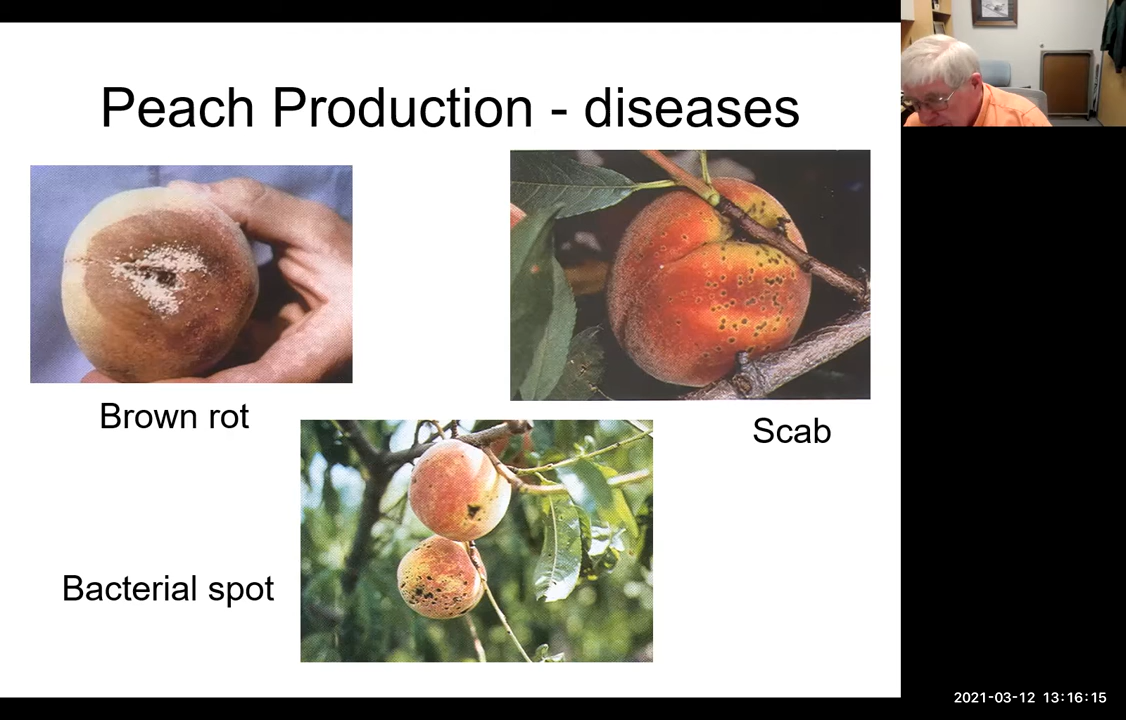 Peach Production - diseases
Brown rot
Scab
Bacterial spot
2021-03-12 13:16:15